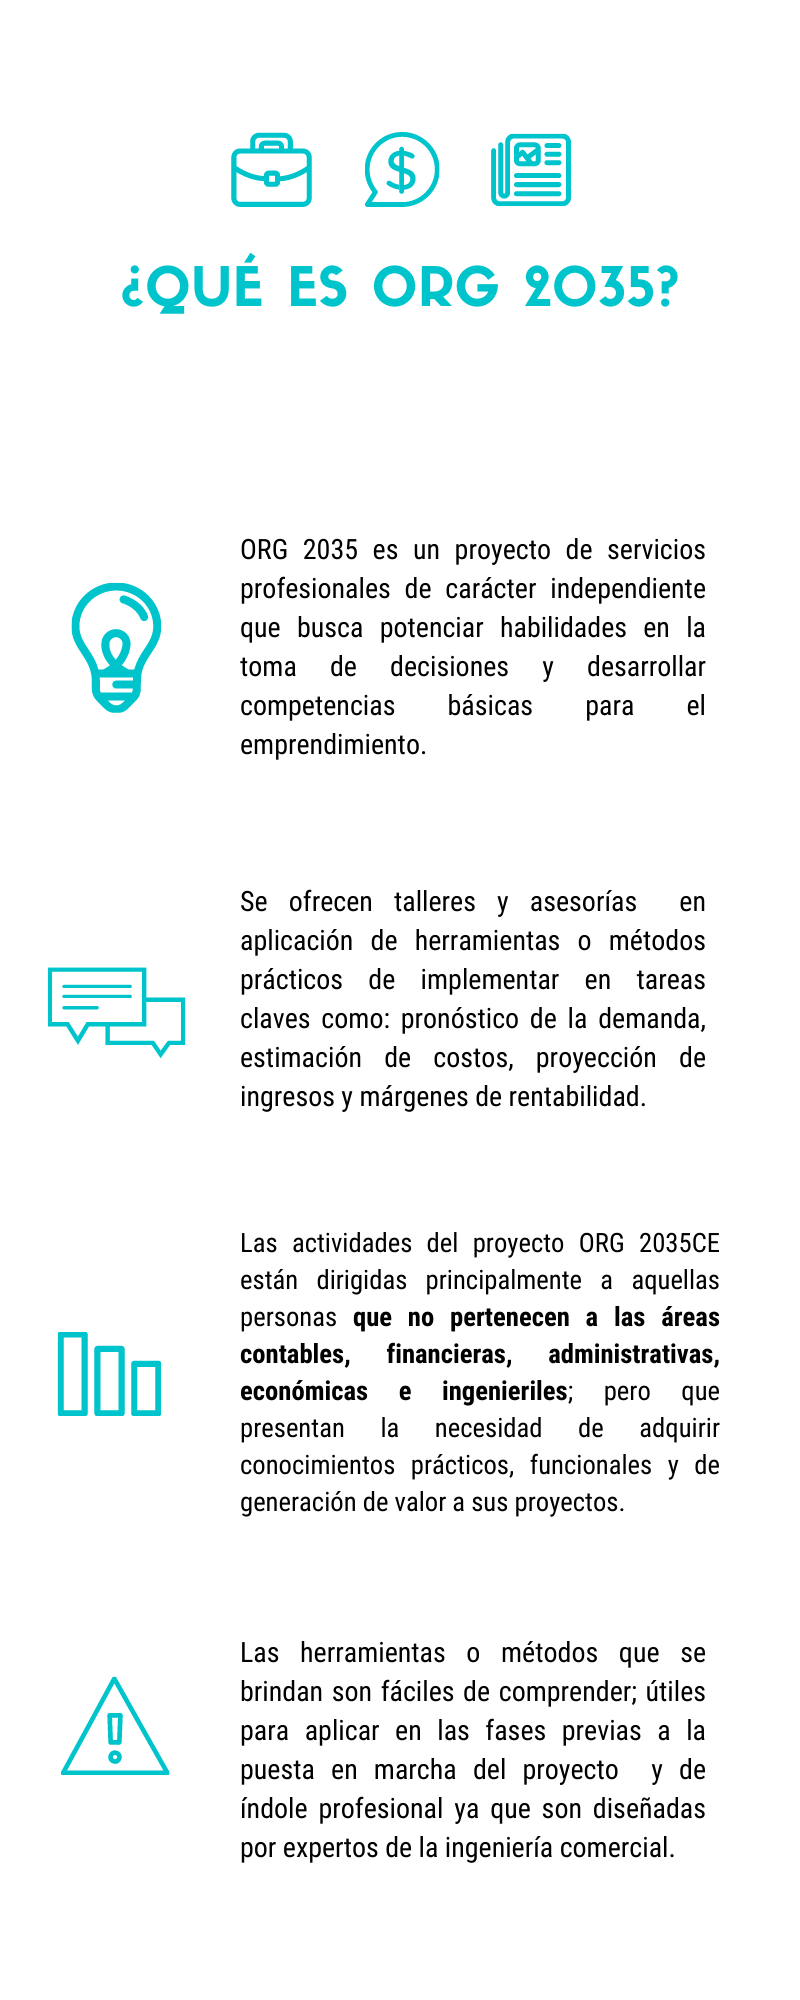 ¿QUÉ ES ORG 2035?
ORG 2035 es un proyecto de servicios
profesionales de carácter independiente
que busca potenciar habilidades en la
toma de decisiones y desarrollar
competencias básicas para el
emprendimiento.
Se ofrecen talleres y asesorías en
aplicación de herramientas o métodos
prácticos de implementar en tareas
claves como: pronóstico de la demanda,
estimación de costos, proyección de
ingresos y márgenes de rentabilidad.
Las actividades del proyecto ORG 2035CE
están dirigidas principalmente a aquellas
personas que no pertenecen a las áreas
contables, financieras, administrativas,
económicas e ingenieriles; pero que
presentan la necesidad de adquirir
conocimientos prácticos, funcionales y de
generación de valor a sus proyectos.
Las herramientas o métodos que se
brindan son fáciles de comprender; útiles
para aplicar en las fases previas a la
puesta en marcha del proyecto y de
índole profesional ya que son diseñadas
por expertos de la ingeniería comercial.